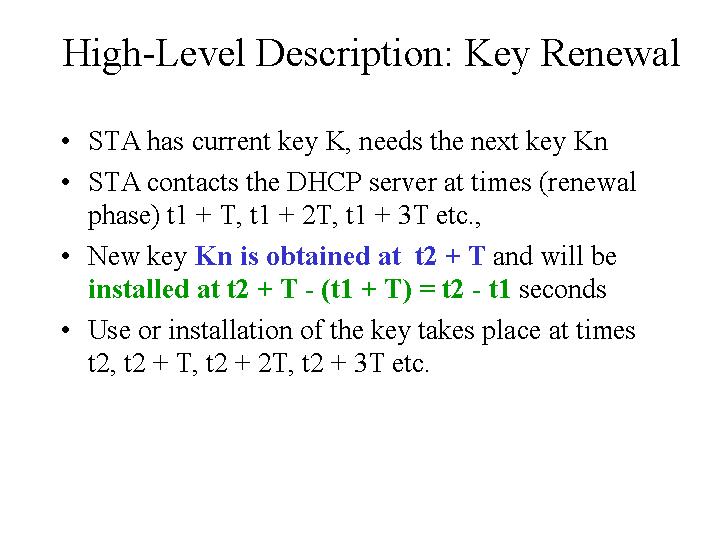 High-Level Description: Key Renewal
• STA has current key K, needs the next key Kn
• STA contacts the DHCP server at times (renewal
phase) t1 + T, t1 + 2T, t1 + 3T etc.,
• New key Kn is obtained at t2 + T and will be
installed at t2 + T - (t1 + T) = t2 - t1 seconds
• Use or installation of the key takes place at times
t2, t2 + T, t2 + 2T, t2 + 3T etc.